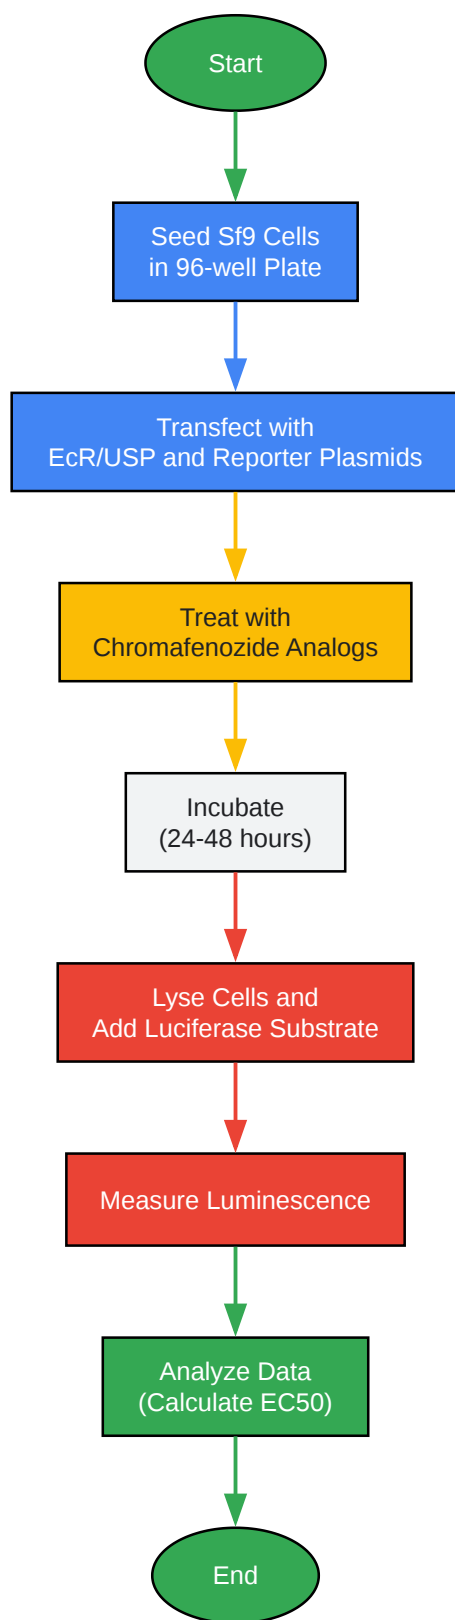 Start
Seed Sf9 Cells
in 96-well Plate
Transfect with
EcR/USP and Reporter Plasmids
Treat with
Chromafenozide Analogs
Incubate
(24-48 hours)
Lyse Cells and
Add Luciferase Substrate
Measure Luminescence
Analyze Data
(Calculate EC50)
End